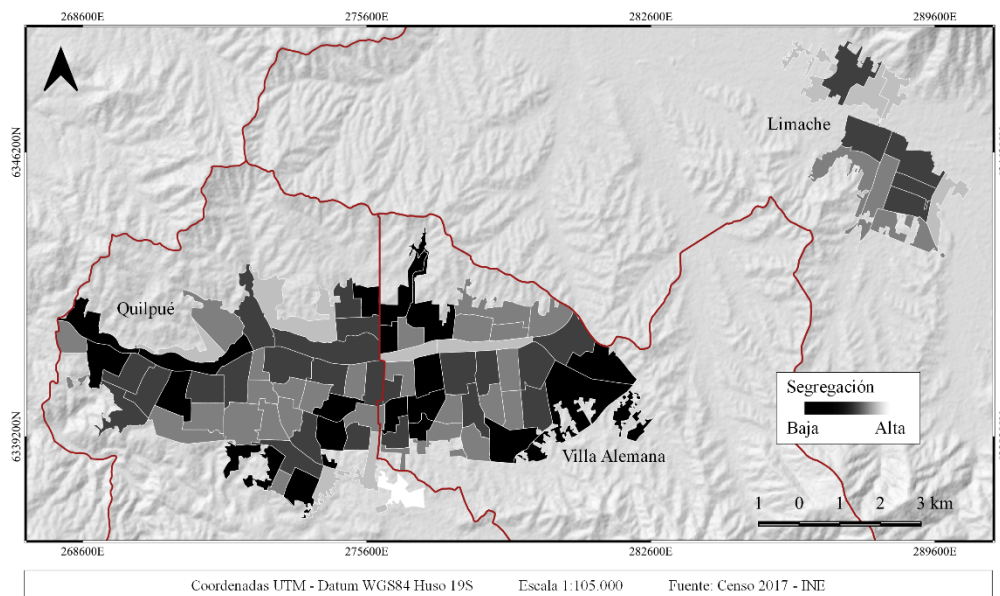 268600E 275600E 282600E 289600E
6346200N
Limache
Quilpué
Segregación
Baja Alta
6339200N
Villa Alemana
1 0 1 2 3 km
268600E 275600E 282600E 289600E
Coordenadas UTM - Datum WGS84 Huso 19S Escala 1:105.000 Fuente: Censo 2017 - INE